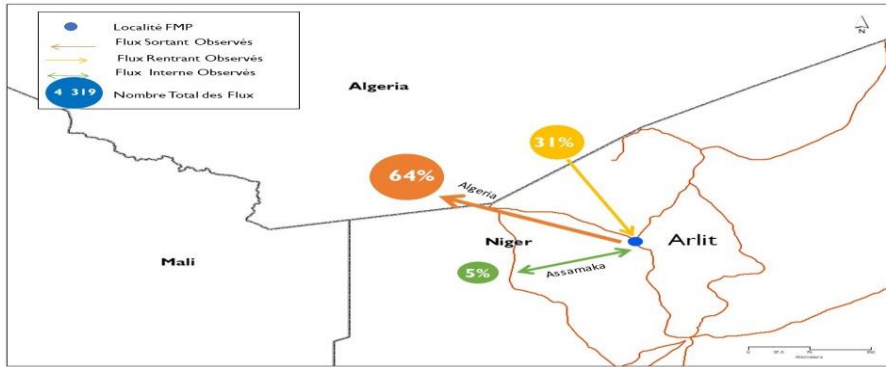 Localité FMP
Flux Sortant Observés
Flux Rentrant Observés
Flux Interne Observés
4 319
Nombre Total des Flux
N
Algeria
31%
64%
Algeria
Niger
Arlit
Mali
5%
Assamaka